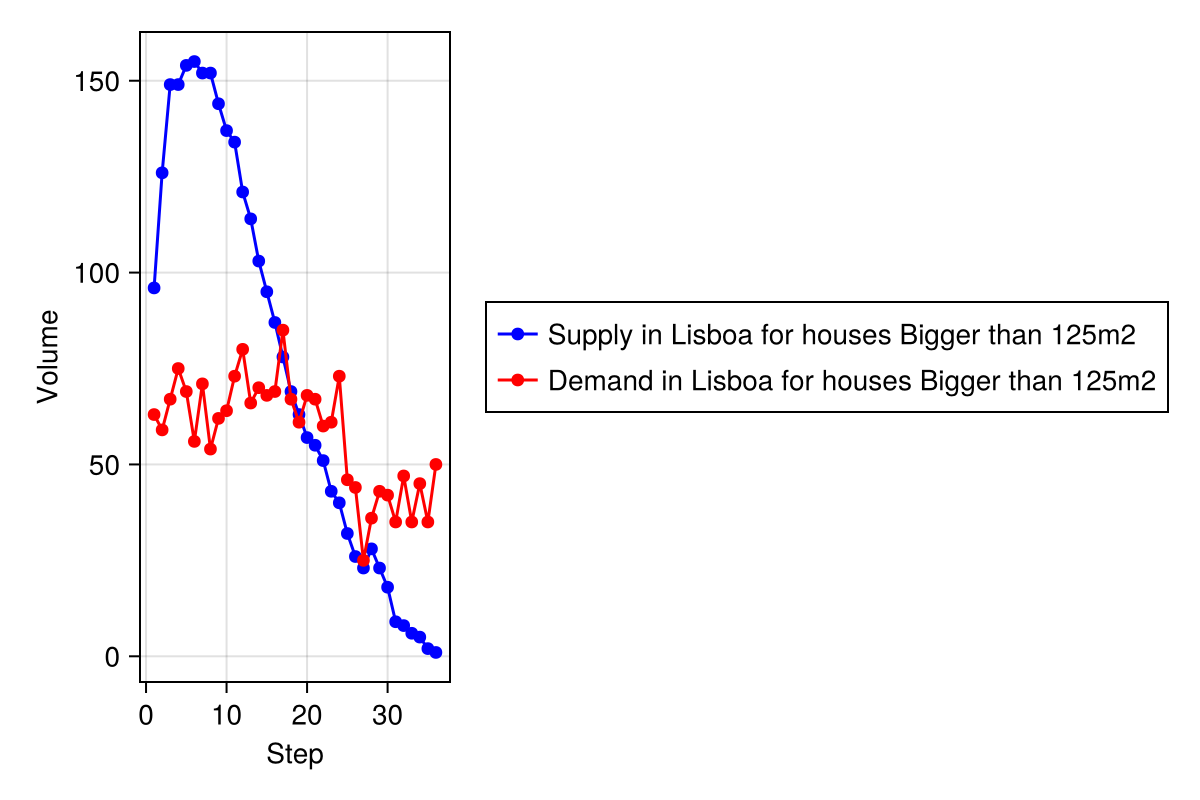 150
100
50
0
Volume
0 10 20 30
Step
Supply in Lisboa for houses Bigger than 125m2
Demand in Lisboa for houses Bigger than 125m2